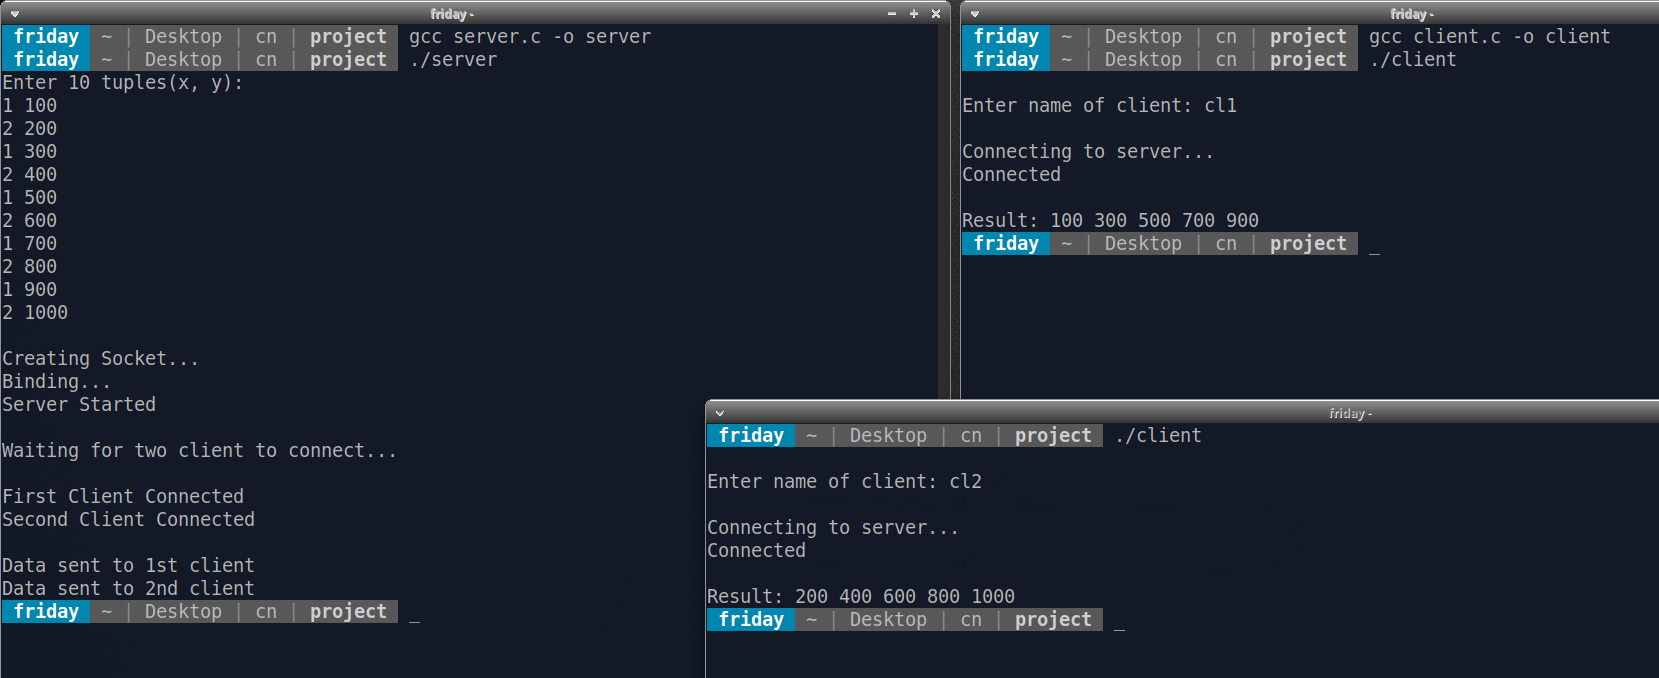 friday -
friday ~ | Desktop | cn | project gcc server.c -o server
friday ~ | Desktop | cn | project ./server
Enter 10 tuples(x, y):
1 100
2 200
1 300
2 400
1 500
2 600
1 700
2 800
1 900
2 1000
Creating Socket...
Binding...
Server Started
Waiting for two client to connect...
First Client Connected
Second Client Connected
Data sent to 1st client
Data sent to 2nd client
friday ~ | Desktop | cn | project _
friday -
friday ~ | Desktop | cn | project gcc client.c -o client
friday ~ | Desktop | cn | project ./client
Enter name of client: cl1
Connecting to server...
Connected
Result: 100 300 500 700 900
friday ~ | Desktop | cn | project _
friday -
friday ~ | Desktop | cn | project ./client
Enter name of client: cl2
Connecting to server...
Connected
Result: 200 400 600 800 1000
friday ~ | Desktop | cn | project _